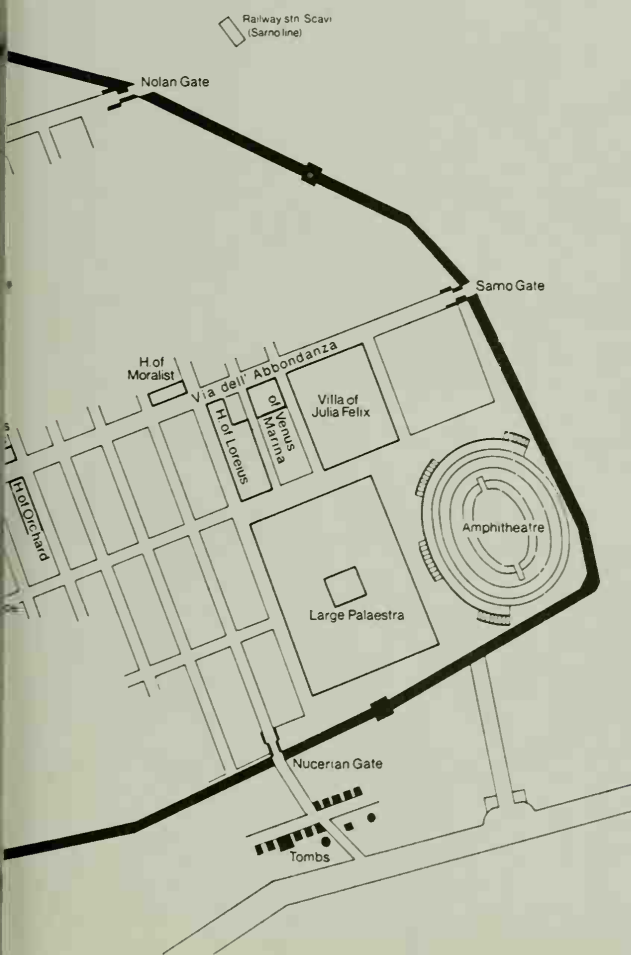 Railway stn Scavi
(Sarno line)
Nolan Gate
Sarno Gate
H. of
Moralist
Via dell' Abbondanza
Villa of
Julia Felix
H of Loreius
of Venus
Marina
H of Orchard
Amphitheatre
Large Palaestra
Nucerian Gate
Tombs